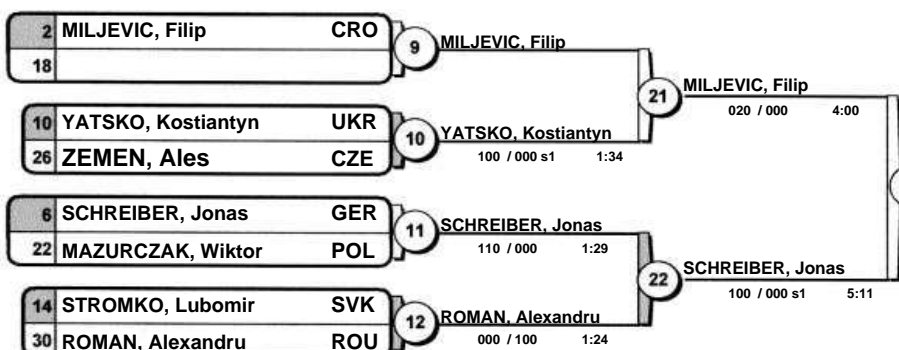 2 MILJEVIC, Filip CRO
18
9
MILJEVIC, Filip
10 YATSKO, Kostiantyn UKR
26 ZEMEN, Ales CZE
10
YATSKO, Kostiantyn
100 / 000 s1 1:34
21
MILJEVIC, Filip
020 / 000 4:00
6 SCHREIBER, Jonas GER
22 MAZURCZAK, Wiktor POL
11
SCHREIBER, Jonas
110 / 000 1:29
14 STROMKO, Lubomir SVK
30 ROMAN, Alexandru ROU
12
ROMAN, Alexandru
000 / 100 1:24
22
SCHREIBER, Jonas
100 / 000 s1 5:11